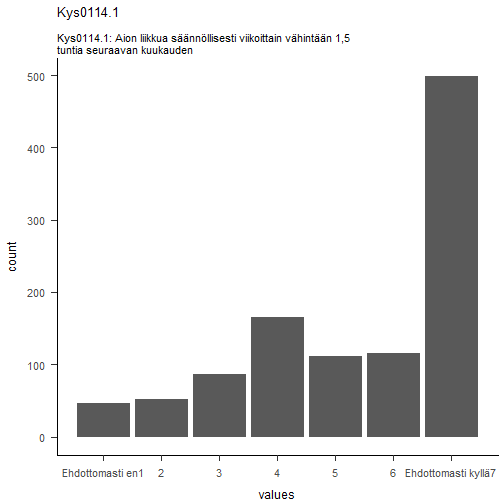 Kys0114.1
Kys0114.1: Aion liikkua säännöllisesti viikoittain vähintään 1,5
tuntia seuraavan kuukauden
500
400
300
200
100
0
count
Ehdottomasti en1 2 3 4 5 6 Ehdottomasti kyllä7
values